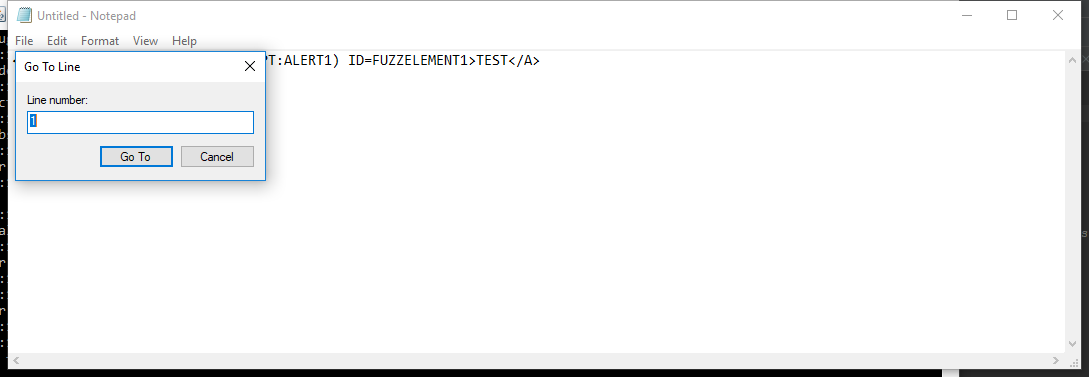 Untitled - Notepad
File Edit Format View Help
PT:ALERT1) ID=FUZZELEMENT1>TEST</A>
Go To Line
Line number:
1
Go To Cancel